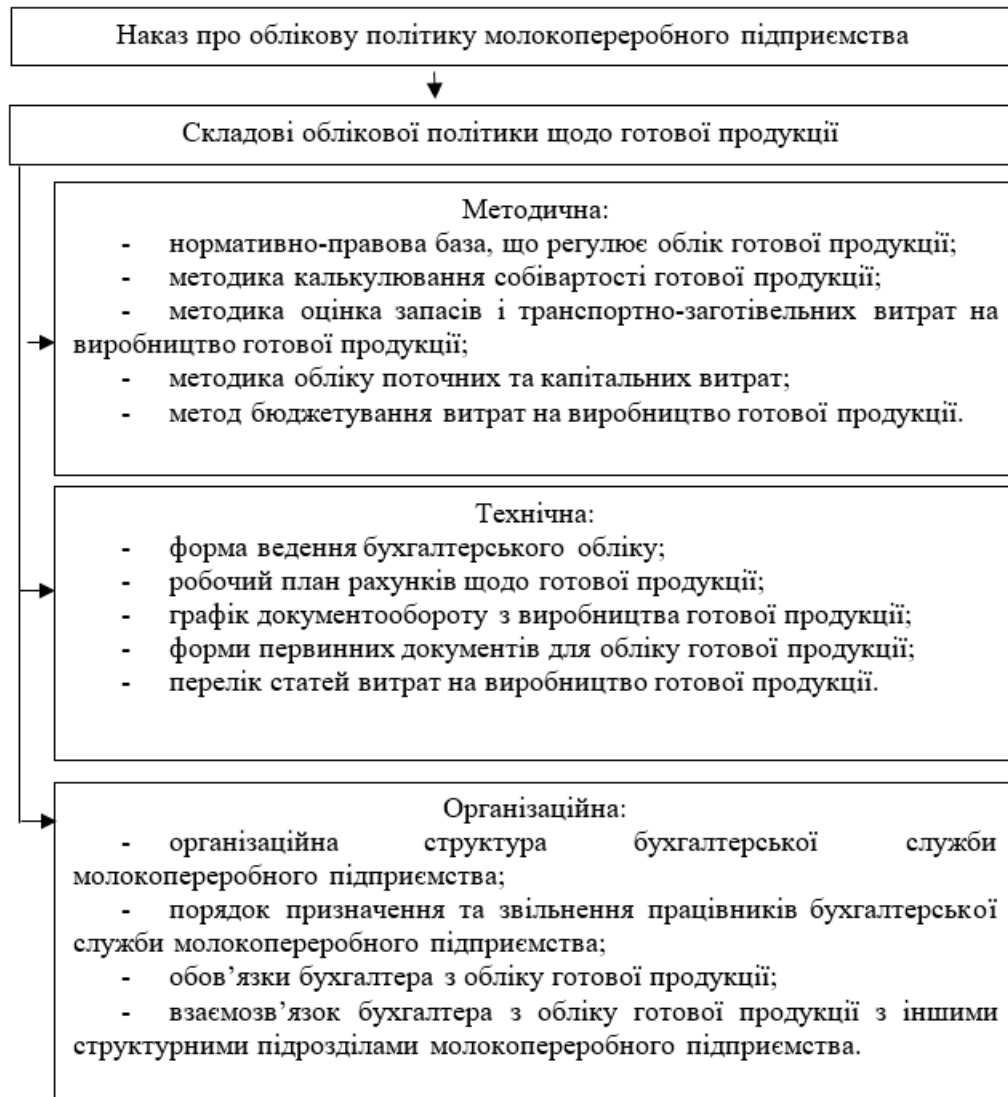 Наказ про облікову політику молокопереробного підприємства
Складові облікової політики щодо готової продукції
Методична:
- нормативно-правова база, що регулює облік готової продукції;
- методика калькулювання собівартості готової продукції;
- методика оцінка запасів і транспортно-заготівельних витрат на
виробництво готової продукції;
- методика обліку поточних та капітальних витрат;
- метод бюджетування витрат на виробництво готової продукції.
Технічна:
- форма ведення бухгалтерського обліку;
- робочий план рахунків щодо готової продукції;
- графік документообороту з виробництва готової продукції;
- форми первинних документів для обліку готової продукції;
- перелік статей витрат на виробництво готової продукції.
Організаційна:
- організаційна структура бухгалтерської служби
молокопереробного підприємства;
- порядок призначення та звільнення працівників бухгалтерської
служби молокопереробного підприємства;
- обов’язки бухгалтера з обліку готової продукції;
- взаємозв’язок бухгалтера з обліку готової продукції з іншими
структурними підрозділами молокопереробного підприємства.